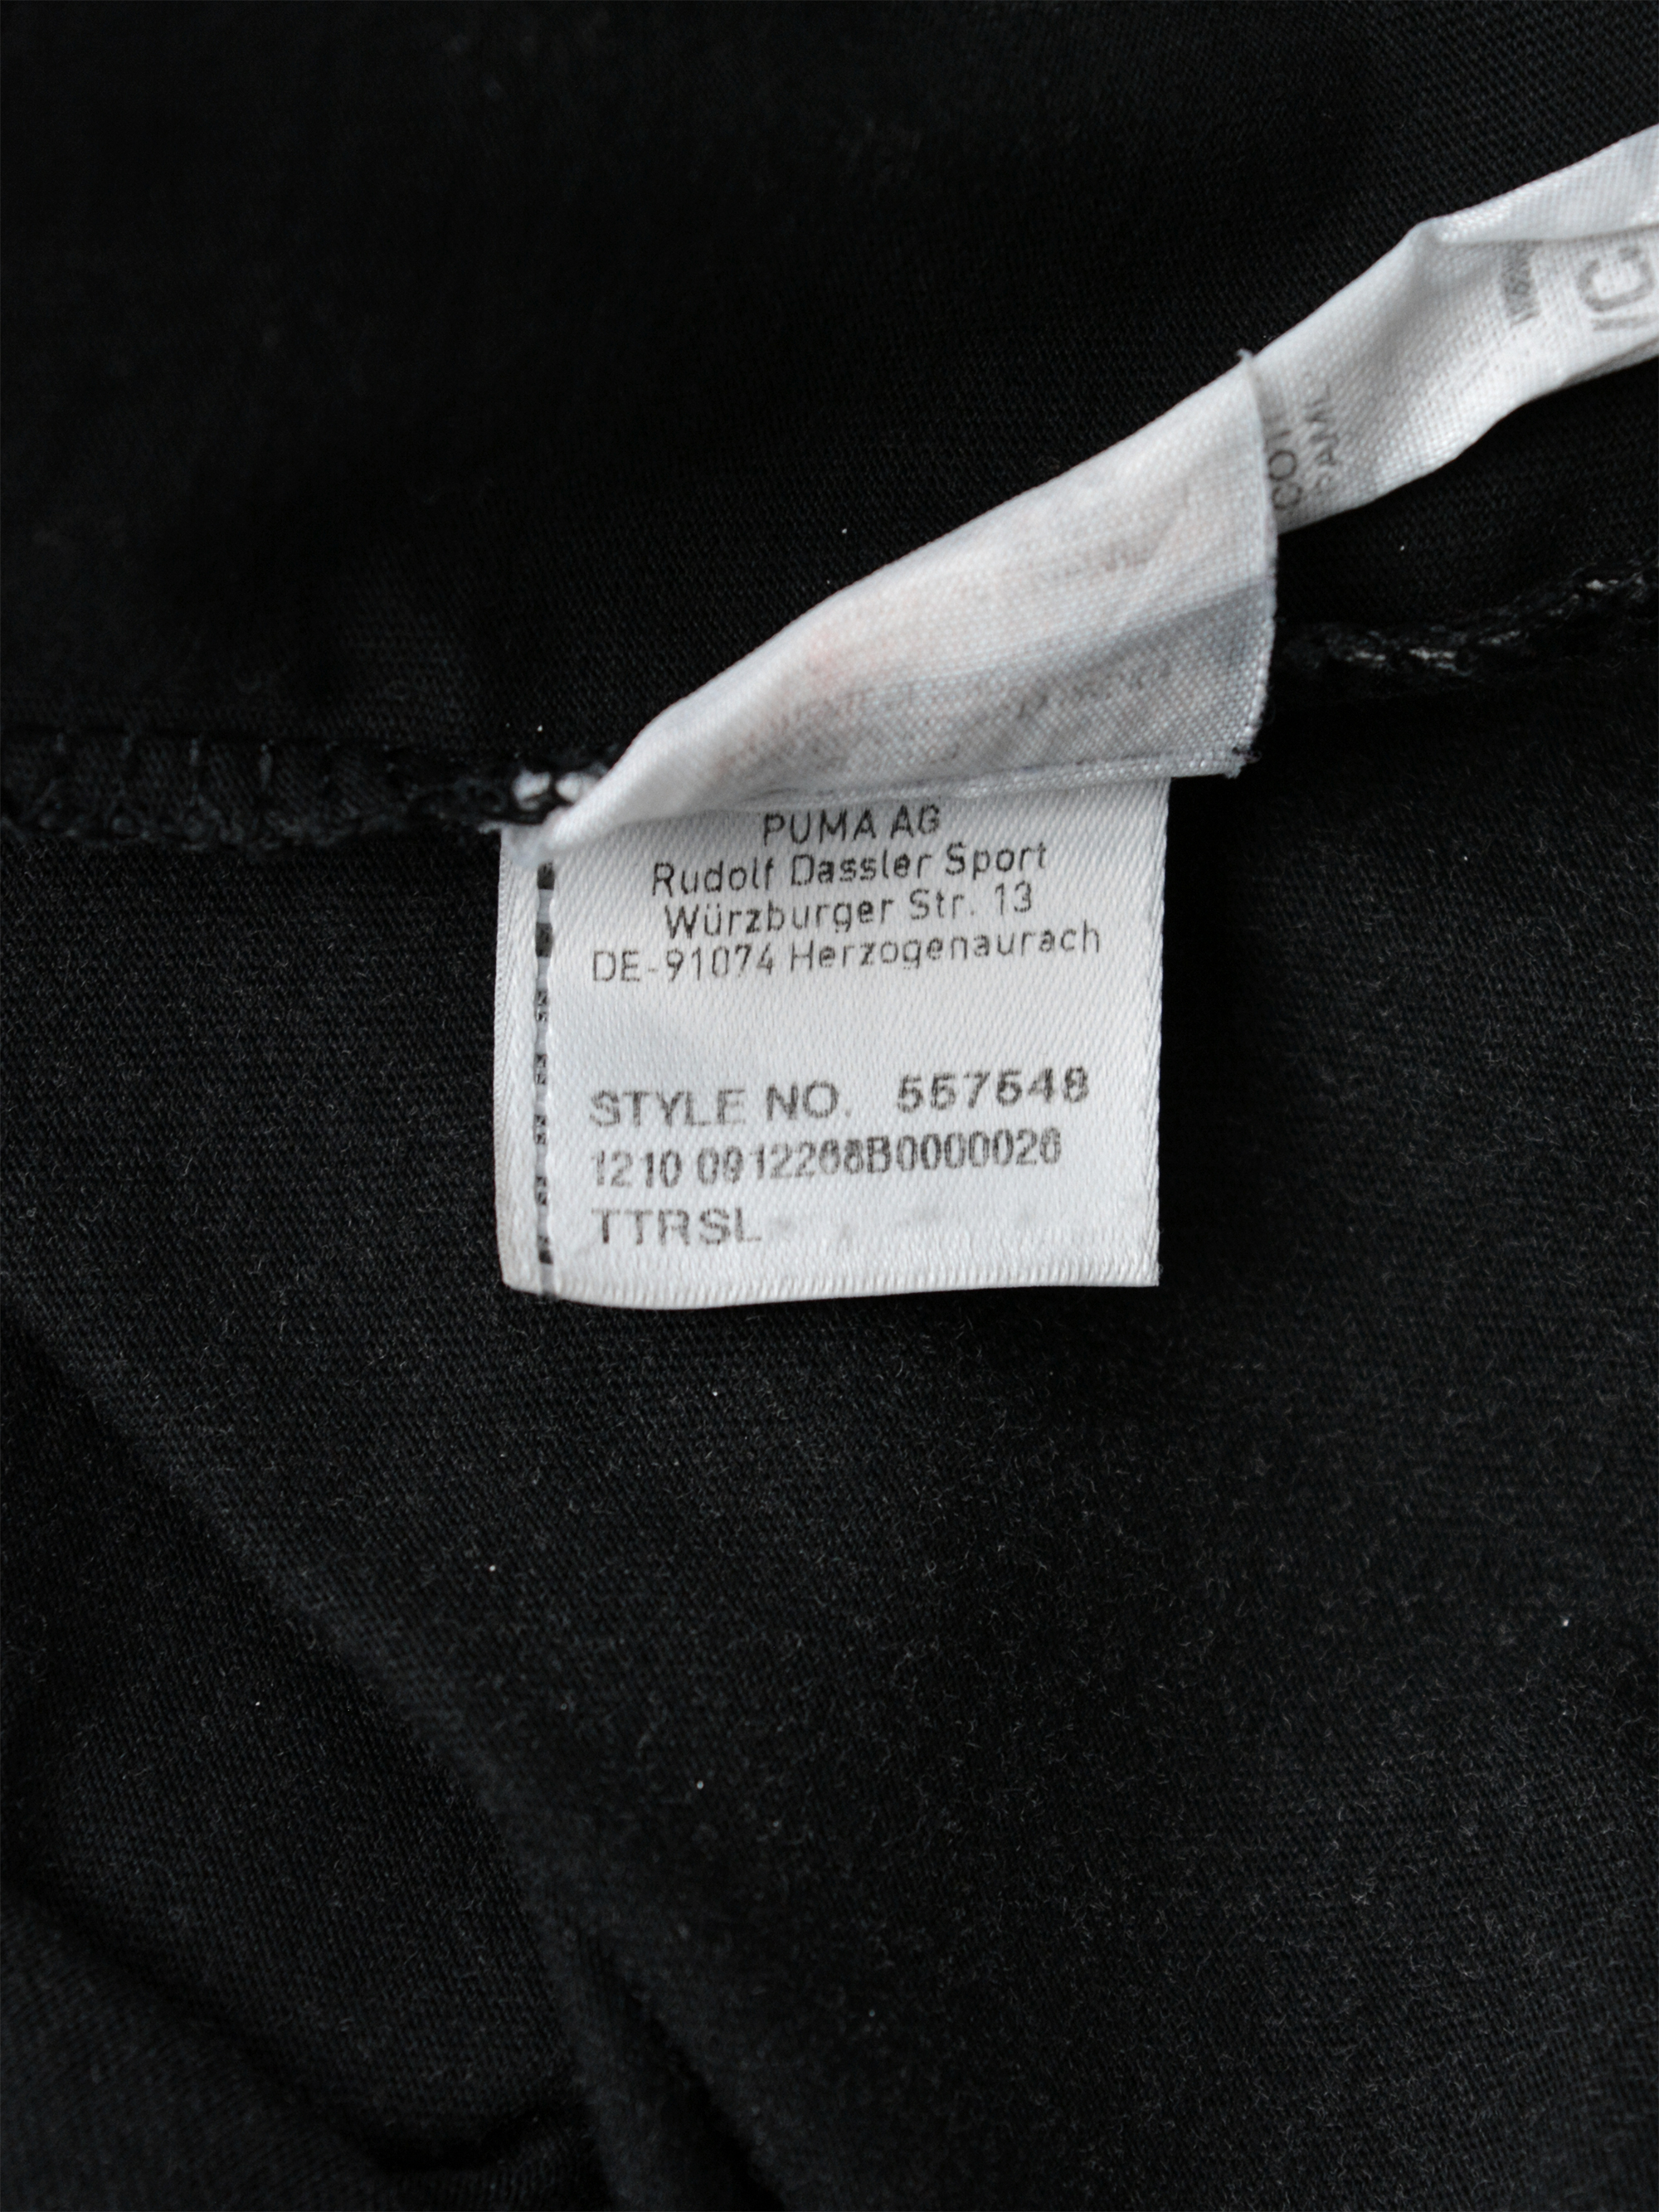 PUMA AG
Rudolf Dassler Sport
Würzburger Str. 13
DE-91074 Herzogenaurach
STYLE NO. 557548
1210 0912268B0000026
TTRSL